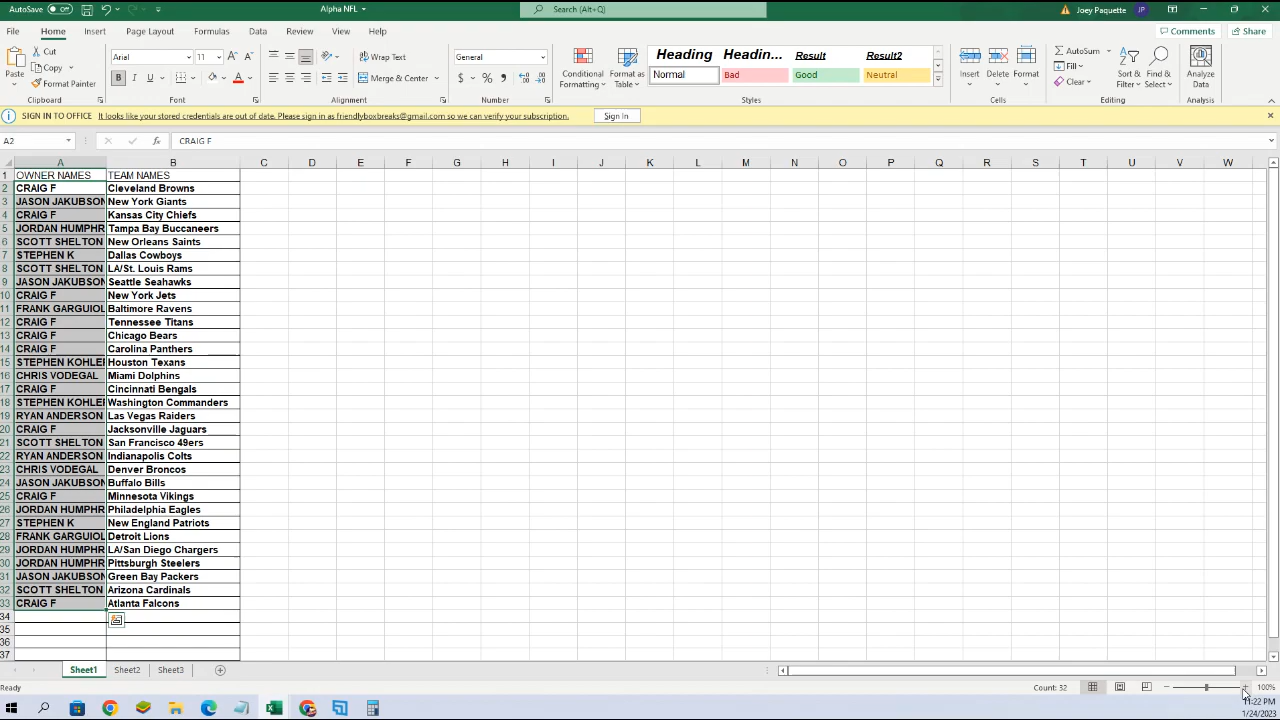 AutoSave Off Alpha NFL Search (Alt+Q) Joey Paquette JP
File Home Insert Page Layout Formulas Data Review View Help Comments Share
Paste Cut Copy Format Painter Clipboard
Arial 11 B I U A Font
Wrap Text Merge & Center Alignment
General $ % Number
Conditional Formatting Format as Table
Heading Headin... Result Result2
Normal Bad Good Neutral
Styles
Insert Delete Format Cells
AutoSum Fill Clear Sort & Filter Find & Select Editing
Analyze Data Analysis
SIGN IN TO OFFICE It looks like your stored credentials are out of date. Please sign in as friendlyboxbreaks@gmail.com so we can verify your subscription. Sign In
A2 fx CRAIG F
A B C D E F G H I J K L M N O P Q R S T U V W
1 OWNER NAMES TEAM NAMES
2 CRAIG F Cleveland Browns
3 JASON JAKUBSON New York Giants
4 CRAIG F Kansas City Chiefs
5 JORDAN HUMPHR Tampa Bay Buccaneers
6 SCOTT SHELTON New Orleans Saints
7 STEPHEN K Dallas Cowboys
8 SCOTT SHELTON LA/St. Louis Rams
9 JASON JAKUBSON Seattle Seahawks
10 CRAIG F New York Jets
11 FRANK GARGUIOL Baltimore Ravens
12 CRAIG F Tennessee Titans
13 CRAIG F Chicago Bears
14 CRAIG F Carolina Panthers
15 STEPHEN KOHLER Houston Texans
16 CHRIS VODEGAL Miami Dolphins
17 CRAIG F Cincinnati Bengals
18 STEPHEN KOHLER Washington Commanders
19 RYAN ANDERSON Las Vegas Raiders
20 CRAIG F Jacksonville Jaguars
21 SCOTT SHELTON San Francisco 49ers
22 RYAN ANDERSON Indianapolis Colts
23 CHRIS VODEGAL Denver Broncos
24 JASON JAKUBSON Buffalo Bills
25 CRAIG F Minnesota Vikings
26 JORDAN HUMPHR Philadelphia Eagles
27 STEPHEN K New England Patriots
28 FRANK GARGUIOL Detroit Lions
29 JORDAN HUMPHR LA/San Diego Chargers
30 JORDAN HUMPHR Pittsburgh Steelers
31 JASON JAKUBSON Green Bay Packers
32 SCOTT SHELTON Arizona Cardinals
33 CRAIG F Atlanta Falcons
34
35
36
37
Sheet1 Sheet2 Sheet3
Ready Count: 32 100%
11:22 PM
1/24/2023